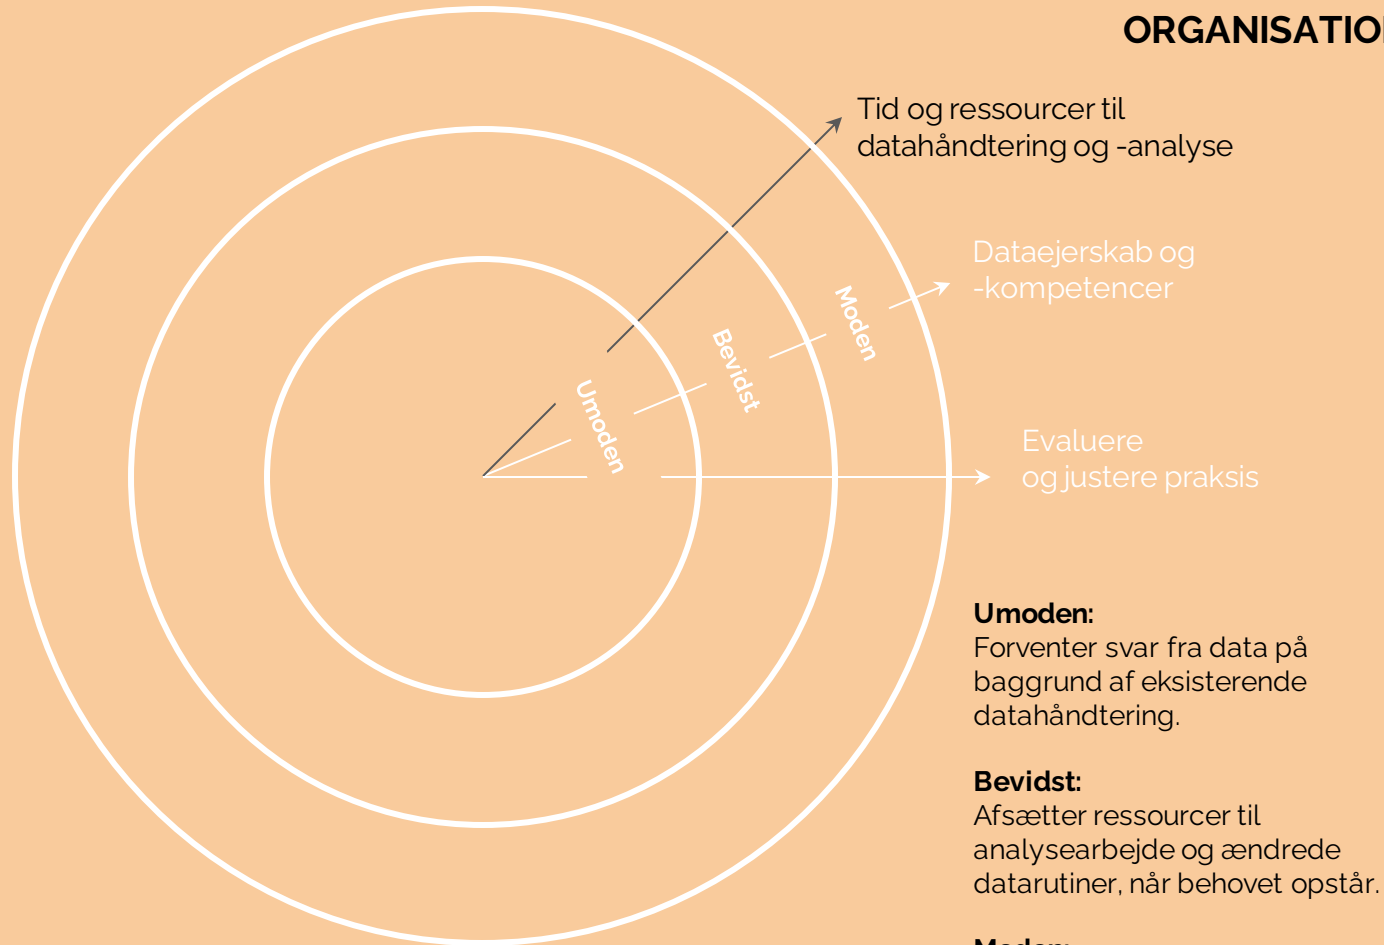 ORGANISATION
Tid og ressourcer til
datahåndtering og -analyse
Dataejerskab og
-kompetencer
Moden
Bevidst
Umoden
Evaluere
og justere praksis
Umoden:
Forventer svar fra data på
baggrund af eksisterende
datahåndtering.
Bevidst:
Afsætter ressourcer til
analysearbejde og ændrede
datarutiner, når behovet opstår.
Moden: